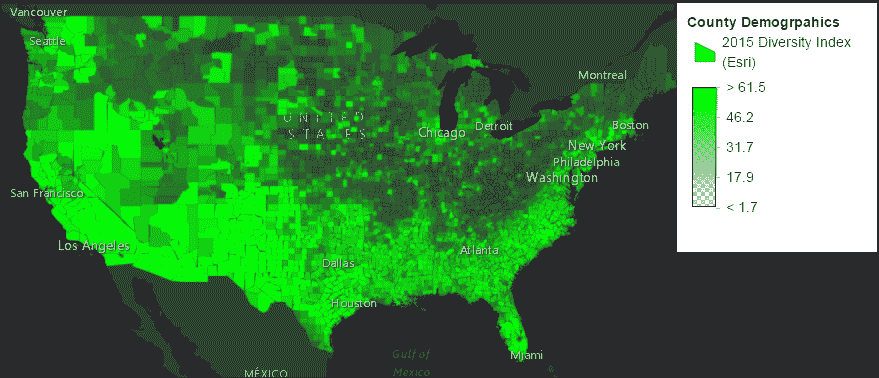 Vancouver
Seattle
UNITED
STATES
Chicago
Detroit
Montreal
Boston
New York
Philadelphia
Washington
San Francisco
Los Angeles
Dallas
Atlanta
Houston
Gulf of
Mexico
Miami
MÉXICO
County Demogrpahics
2015 Diversity Index
(Esri)
> 61.5
46.2
31.7
17.9
< 1.7